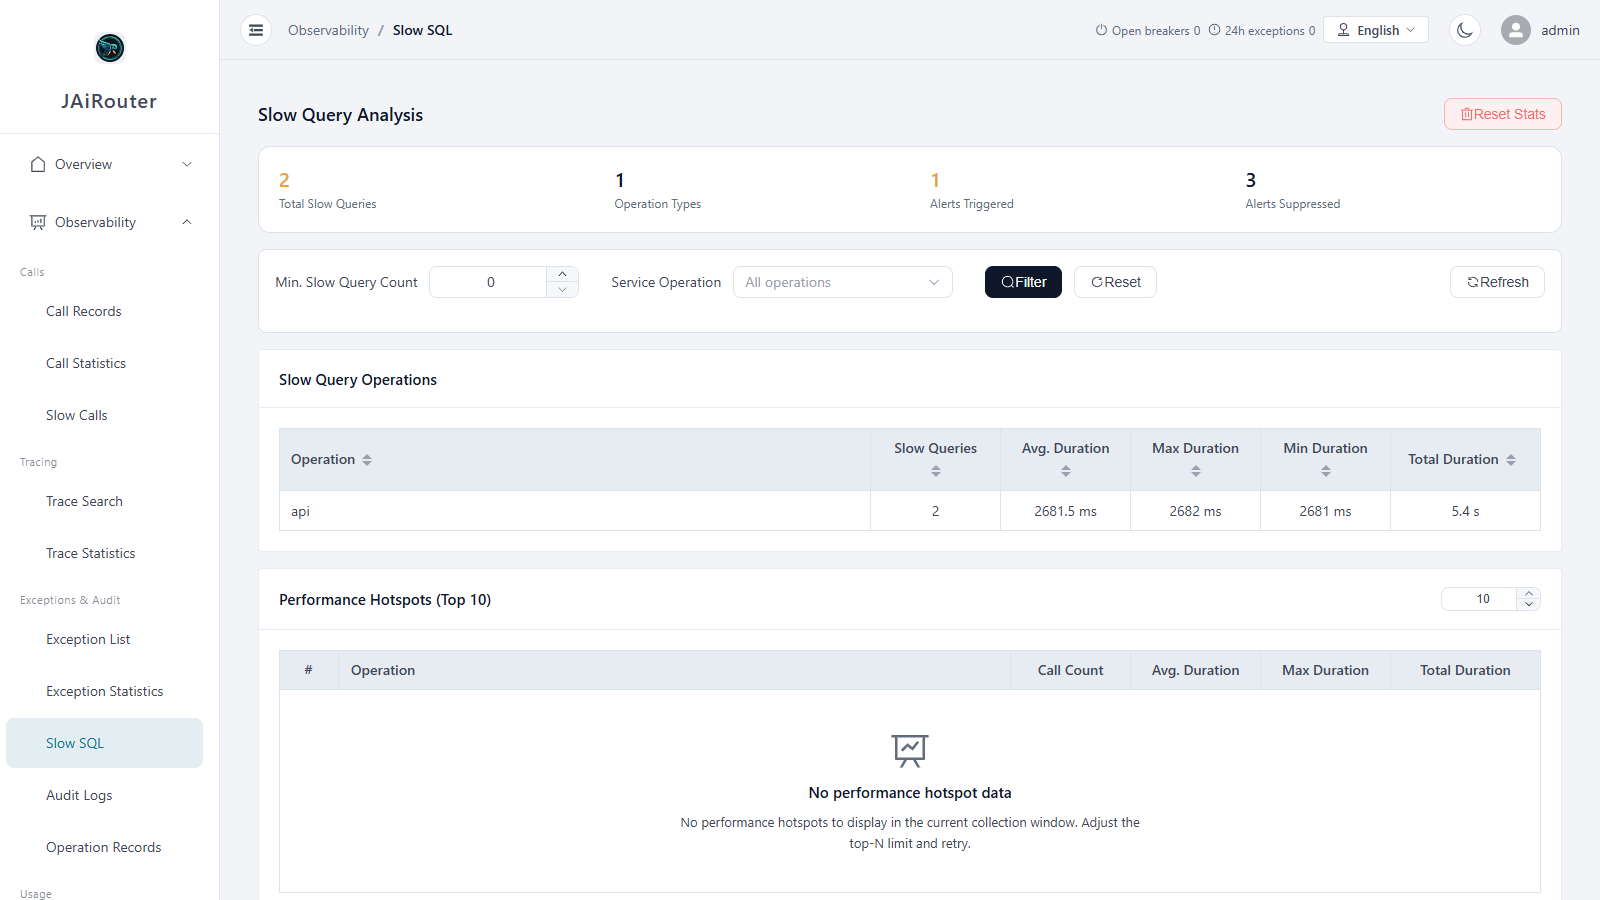 JAiRouter
Overview
Observability
Calls
Call Records
Call Statistics
Slow Calls
Tracing
Trace Search
Trace Statistics
Exceptions & Audit
Exception List
Exception Statistics
Slow SQL
Audit Logs
Operation Records
Usage
Observability / Slow SQL
Open breakers 0 24h exceptions 0 English admin
Slow Query Analysis
Reset Stats
2 1 1 3
Total Slow Queries Operation Types Alerts Triggered Alerts Suppressed
Min. Slow Query Count 0 Service Operation All operations Filter Reset Refresh
Slow Query Operations
Operation Slow Queries Avg. Duration Max Duration Min Duration Total Duration
api 2 2681.5 ms 2682 ms 2681 ms 5.4 s
Performance Hotspots (Top 10) 10
# Operation Call Count Avg. Duration Max Duration Total Duration
No performance hotspot data
No performance hotspots to display in the current collection window. Adjust the
top-N limit and retry.